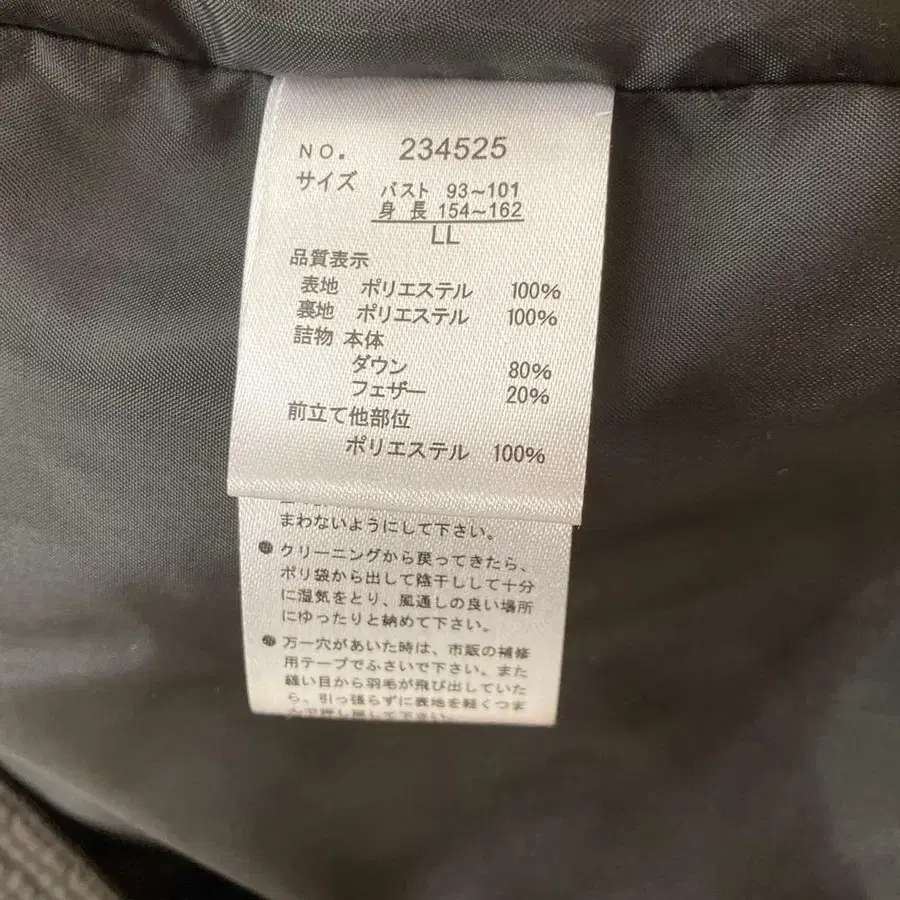 NO. 234525
サイズ バスト 93～101
身長 154～162
LL
品質表示
表地 ポリエステル 100%
裏地 ポリエステル 100%
詰物 本体
ダウン 80%
フェザー 20%
前立て他部位
ポリエステル 100%
まわないようにして下さい。
●クリーニングから戻ってきたら、
ポリ袋から出して陰干しして十分
に湿気をとり、風通しの良い場所
にゆったりと納めて下さい。
●万一穴があいた時は、市販の補修
用テープでふさいで下さい。また
縫い目から羽毛が飛び出していた
ら、引っ張らずに表地を軽くつま